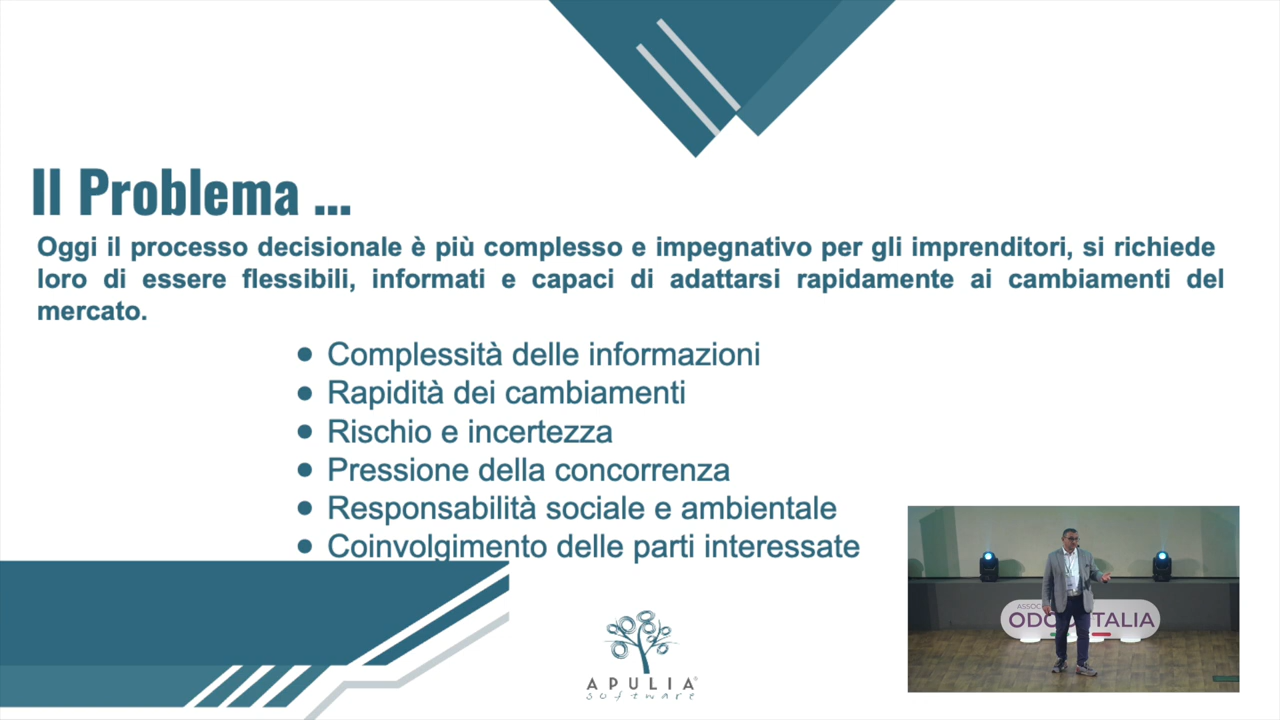 Il Problema ...
Oggi il processo decisionale è più complesso e impegnativo per gli imprenditori, si richiede
loro di essere flessibili, informati e capaci di adattarsi rapidamente ai cambiamenti del
mercato.
● Complessità delle informazioni
● Rapidità dei cambiamenti
● Rischio e incertezza
● Pressione della concorrenza
● Responsabilità sociale e ambientale
● Coinvolgimento delle parti interessate
APULIA®
software